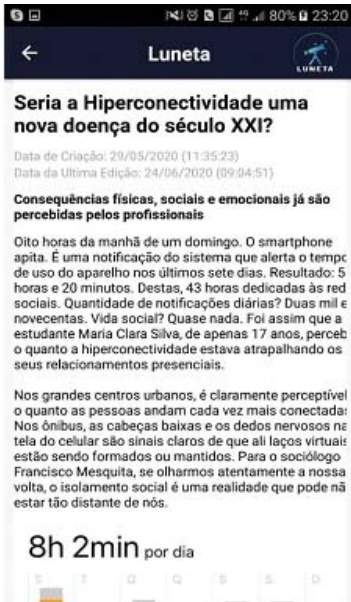 80% 23:20
Luneta
LUNETA
Seria a Hiperconectividade uma
nova doença do século XXI?
Data de Criação: 29/05/2020 (11:35:23)
Data da Ultima Edição: 24/06/2020 (09:04:51)
Consequências físicas, sociais e emocionais já são
percebidas pelos profissionais
Oito horas da manhã de um domingo. O smartphone
apita. É uma notificação do sistema que alerta o tempo
de uso do aparelho nos últimos sete dias. Resultado: 5
horas e 20 minutos. Destas, 43 horas dedicadas às red
sociais. Quantidade de notificações diárias? Duas mil e
novecentas. Vida social? Quase nada. Foi assim que a
estudante Maria Clara Silva, de apenas 17 anos, perceb
o quanto a hiperconectividade estava atrapalhando os
seus relacionamentos presenciais.
Nos grandes centros urbanos, é claramente perceptível
o quanto as pessoas andam cada vez mais conectadas
Nos ônibus, as cabeças baixas e os dedos nervosos na
tela do celular são sinais claros de que ali laços virtuais
estão sendo formados ou mantidos. Para o sociólogo
Francisco Mesquita, se olharmos atentamente a nossa
volta, o isolamento social é uma realidade que pode nã
estar tão distante de nós.
8h 2min por dia
S T Q Q S S D